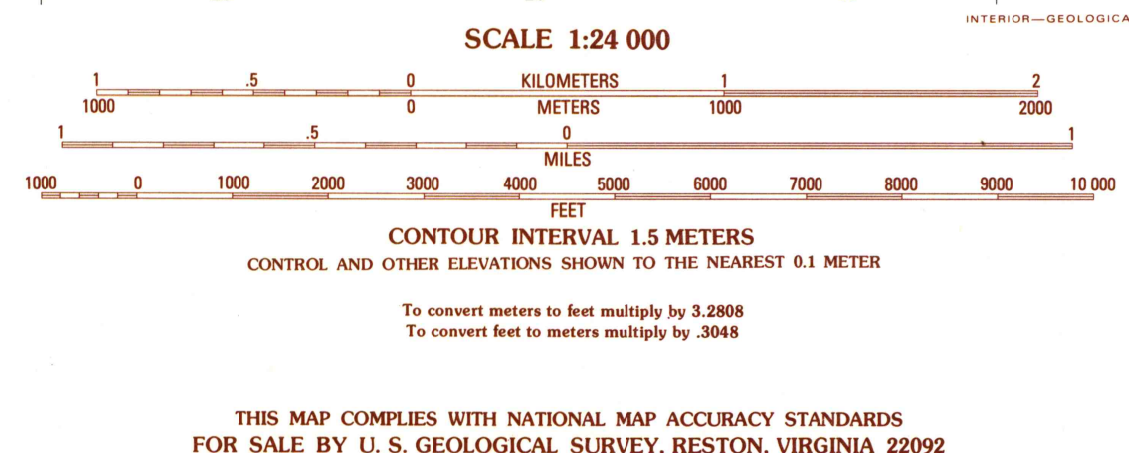 INTERIOR—GEOLOGICA
SCALE 1:24 000
1 .5 0 KILOMETERS 1 2
1000 0 METERS 1000 2000
1 .5 0 1
MILES
1000 0 1000 2000 3000 4000 5000 6000 7000 8000 9000 10 000
FEET
CONTOUR INTERVAL 1.5 METERS
CONTROL AND OTHER ELEVATIONS SHOWN TO THE NEAREST 0.1 METER
To convert meters to feet multiply by 3.2808
To convert feet to meters multiply by .3048
THIS MAP COMPLIES WITH NATIONAL MAP ACCURACY STANDARDS
FOR SALE BY U. S. GEOLOGICAL SURVEY, RESTON, VIRGINIA 22092